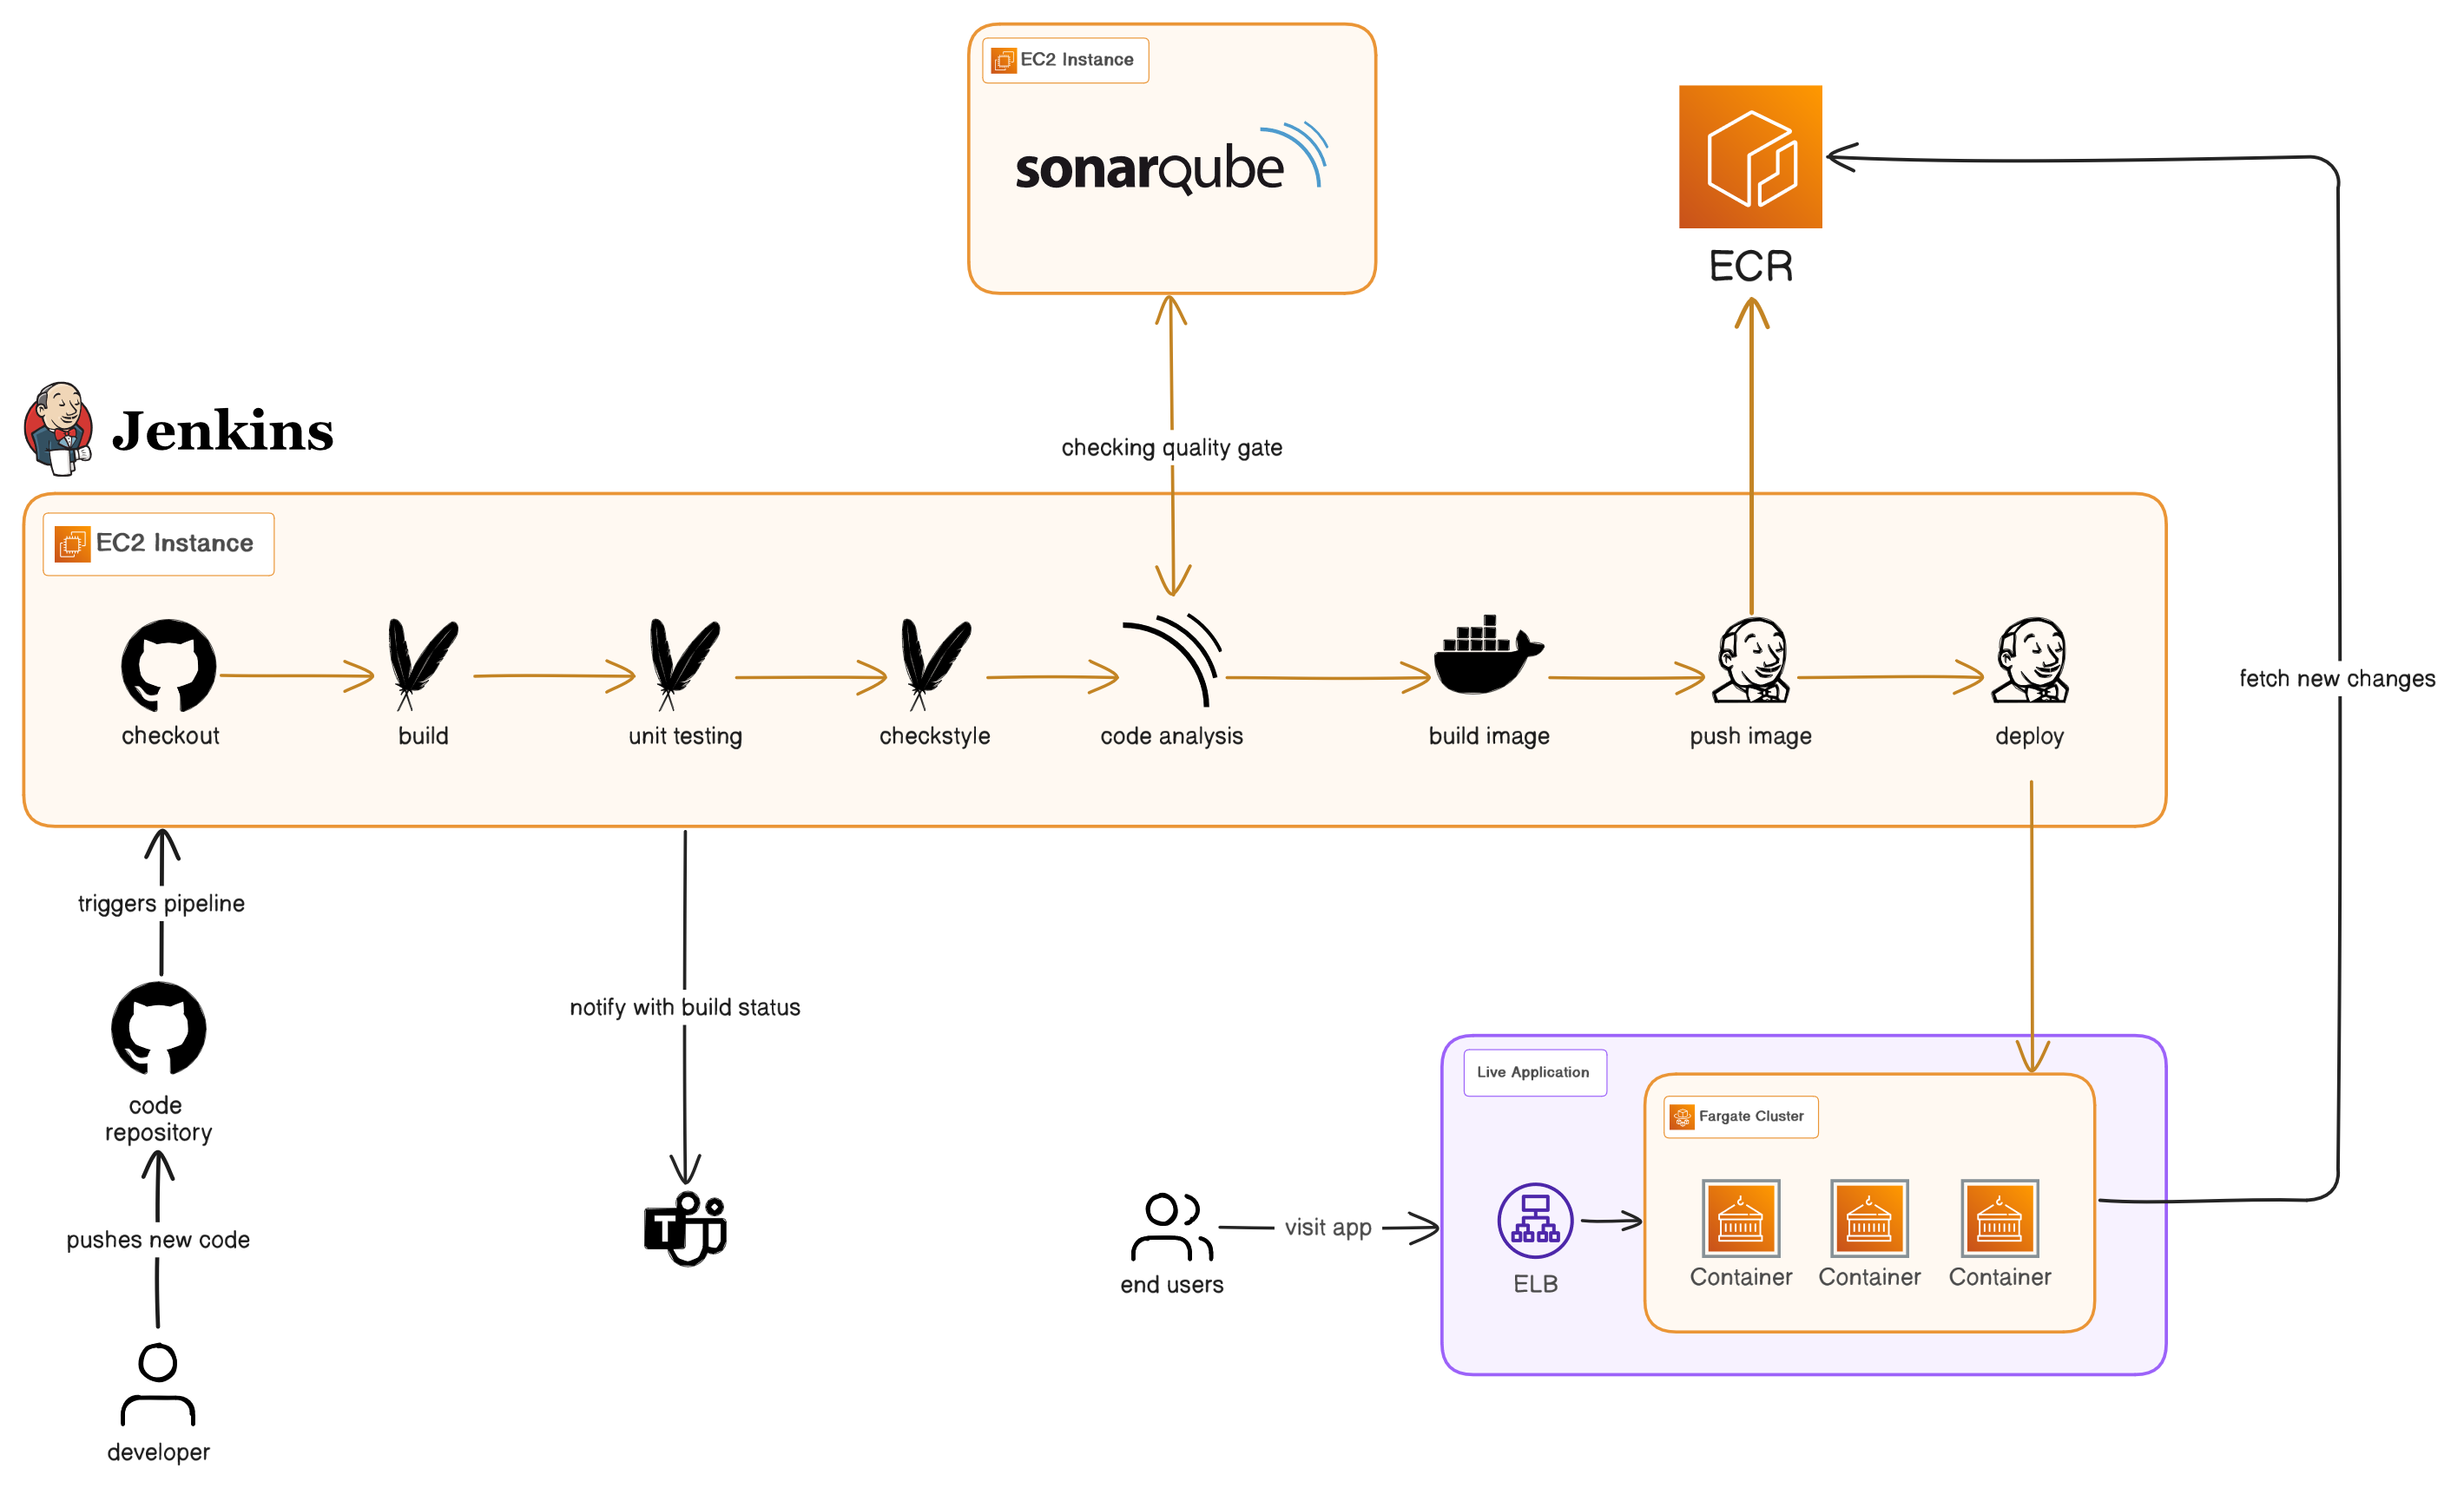 EC2 Instance
sonarqube
ECR
Jenkins
checking quality gate
EC2 Instance
checkout
build
unit testing
checkstyle
code analysis
build image
push image
deploy
fetch new changes
triggers pipeline
notify with build status
code
repository
pushes new code
developer
T
end users
visit app
Live Application
ELB
Fargate Cluster
Container
Container
Container